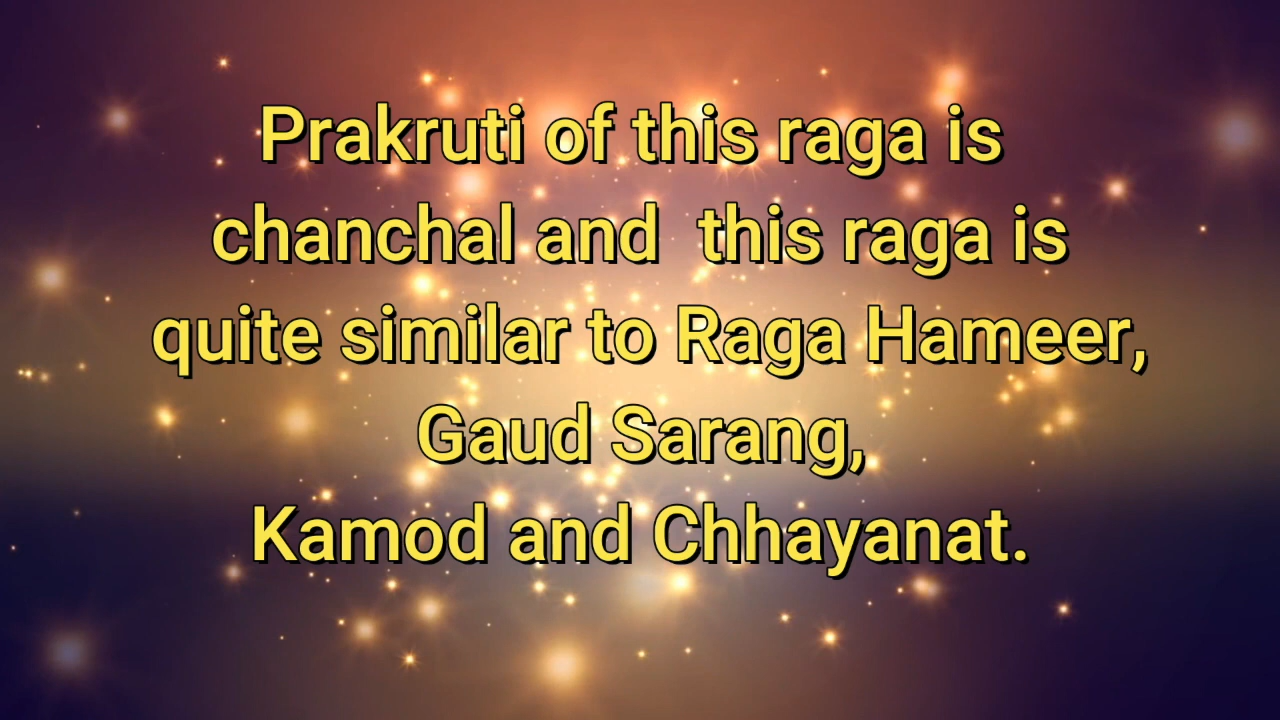 Prakruti of this raga is
chanchal and  this raga is
quite similar to Raga Hameer,
Gaud Sarang,
Kamod and Chhayanat.